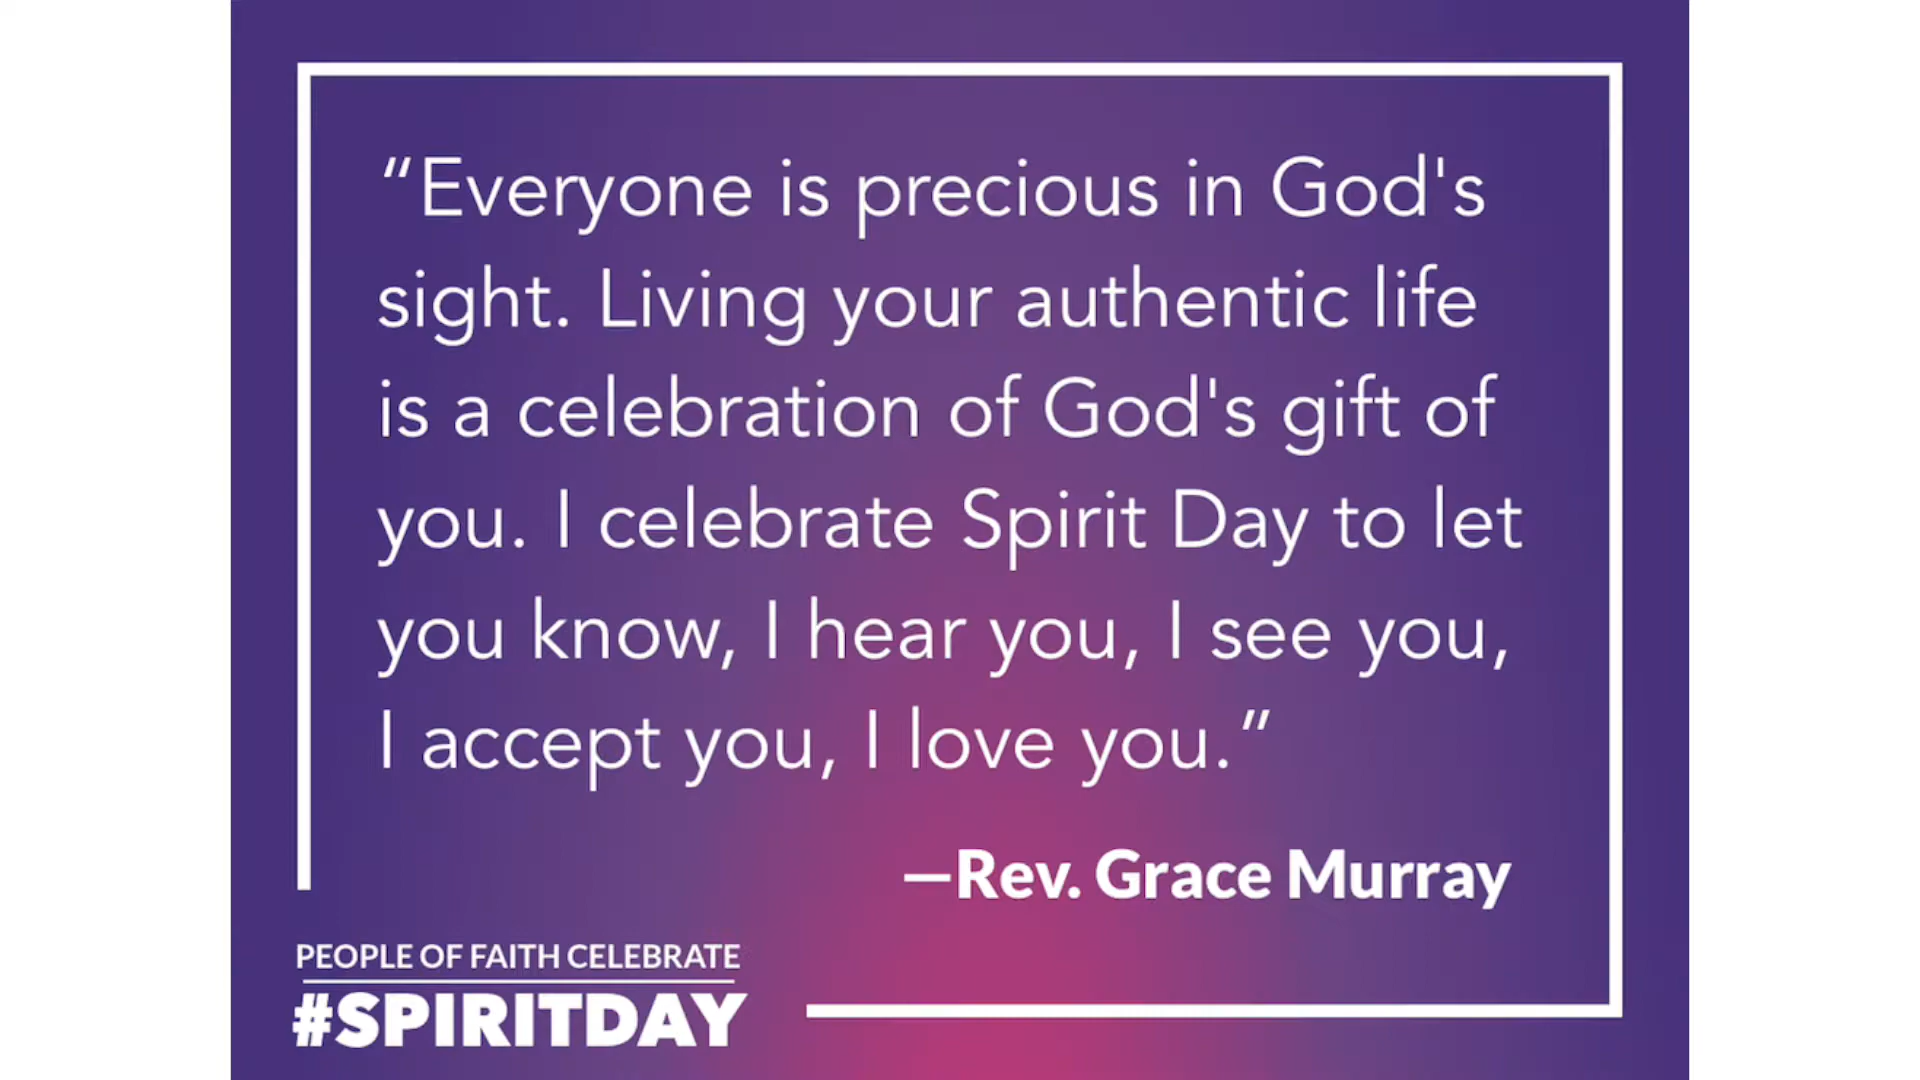 “Everyone is precious in God's
sight. Living your authentic life
is a celebration of God's gift of
you. I celebrate Spirit Day to let
you know, I hear you, I see you,
I accept you, I love you.”
—Rev. Grace Murray
PEOPLE OF FAITH CELEBRATE
#SPIRITDAY